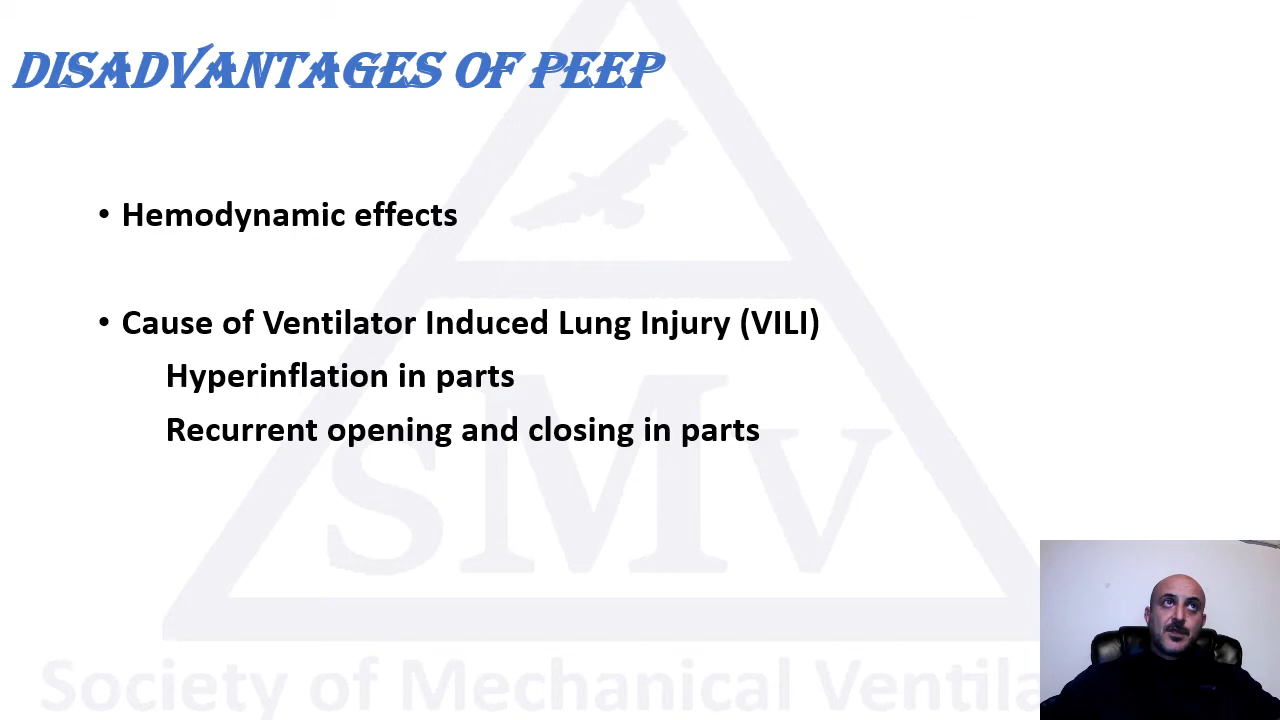 DISADVANTAGES OF PEEP
• Hemodynamic effects
• Cause of Ventilator Induced Lung Injury (VILI)
Hyperinflation in parts
Recurrent opening and closing in parts
SMV
Society of Mechanical Ventila